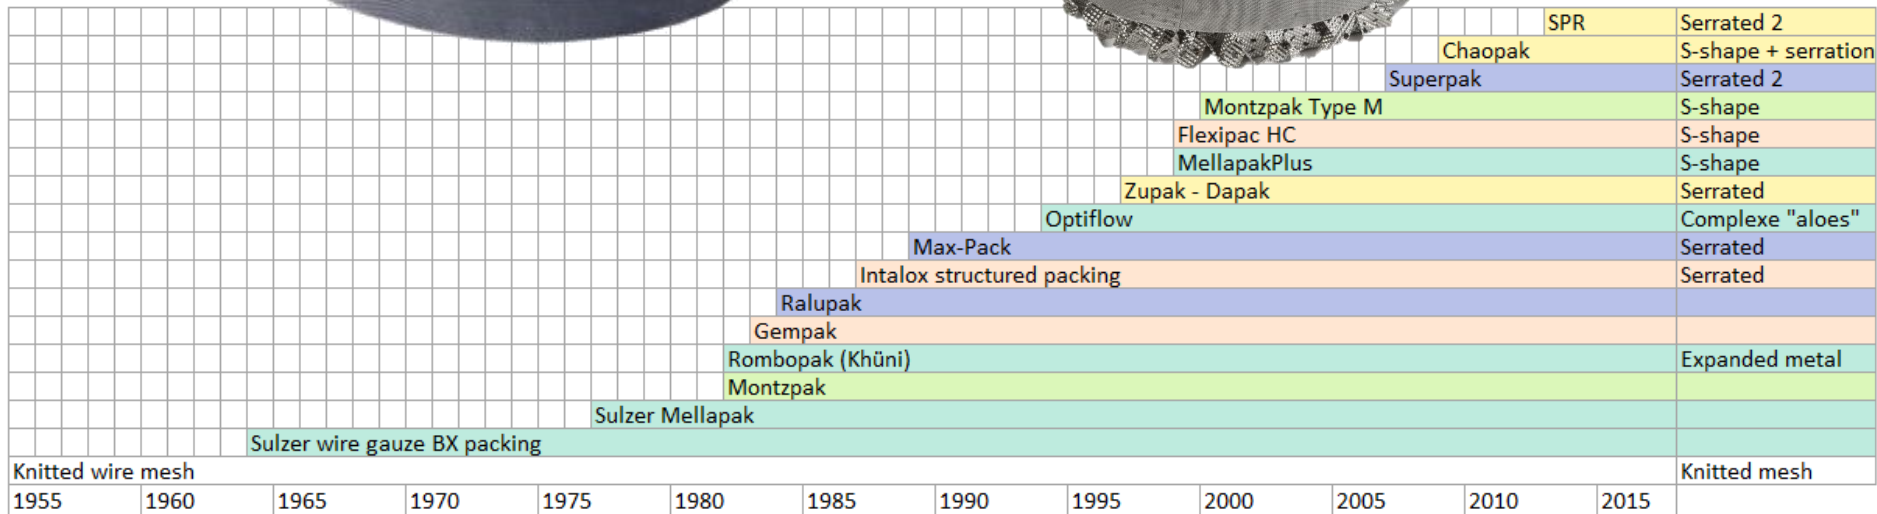 SPR Serrated 2
Chaopak S-shape + serration
Superpak Serrated 2
Montzpak Type M S-shape
Flexipac HC S-shape
MellapakPlus S-shape
Zupak - Dapak Serrated
Optiflow Complexe "aloes"
Max-Pack Serrated
Intalox structured packing Serrated
Ralupak
Gempak
Rombopak (Khüni) Expanded metal
Montzpak
Sulzer Mellapak
Sulzer wire gauze BX packing
Knitted wire mesh Knitted mesh
1955 1960 1965 1970 1975 1980 1985 1990 1995 2000 2005 2010 2015